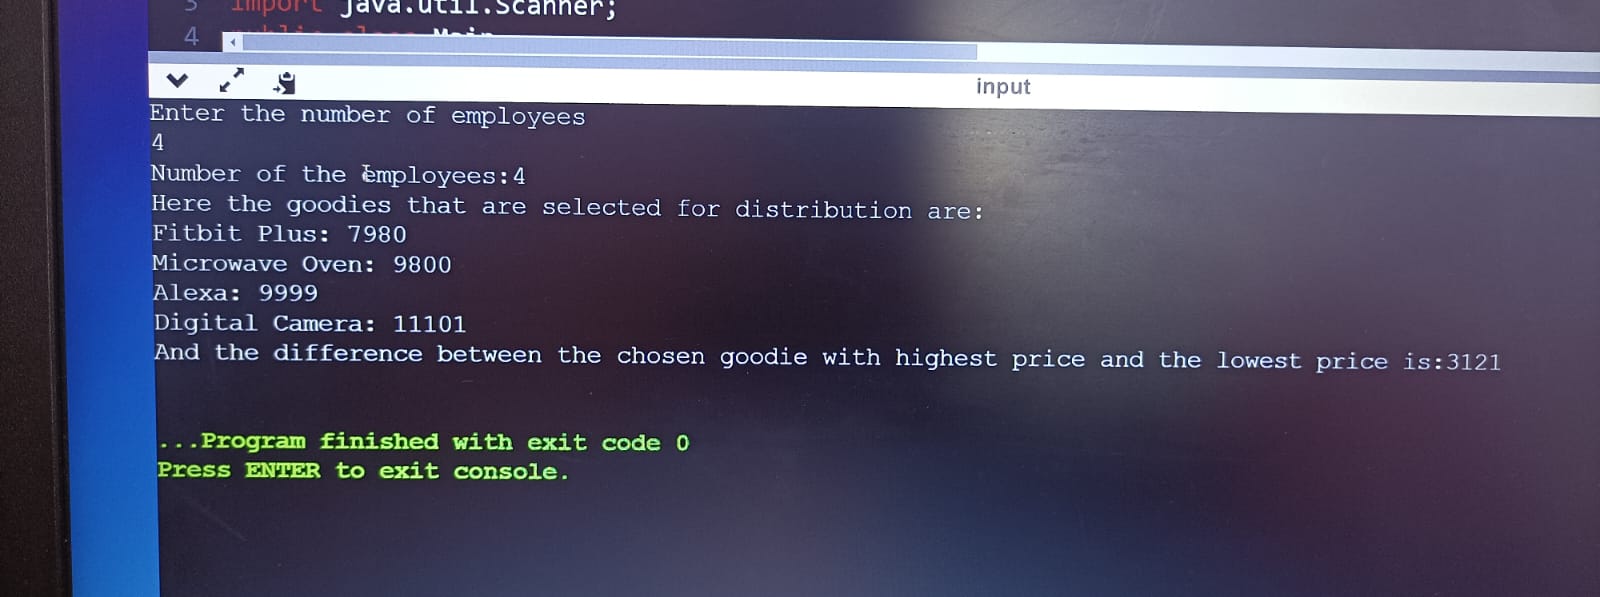 3 import java.util.Scanner;
4 public class Main
input
Enter the number of employees
4
Number of the employees:4
Here the goodies that are selected for distribution are:
Fitbit Plus: 7980
Microwave Oven: 9800
Alexa: 9999
Digital Camera: 11101
And the difference between the chosen goodie with highest price and the lowest price is:3121
...Program finished with exit code 0
Press ENTER to exit console.